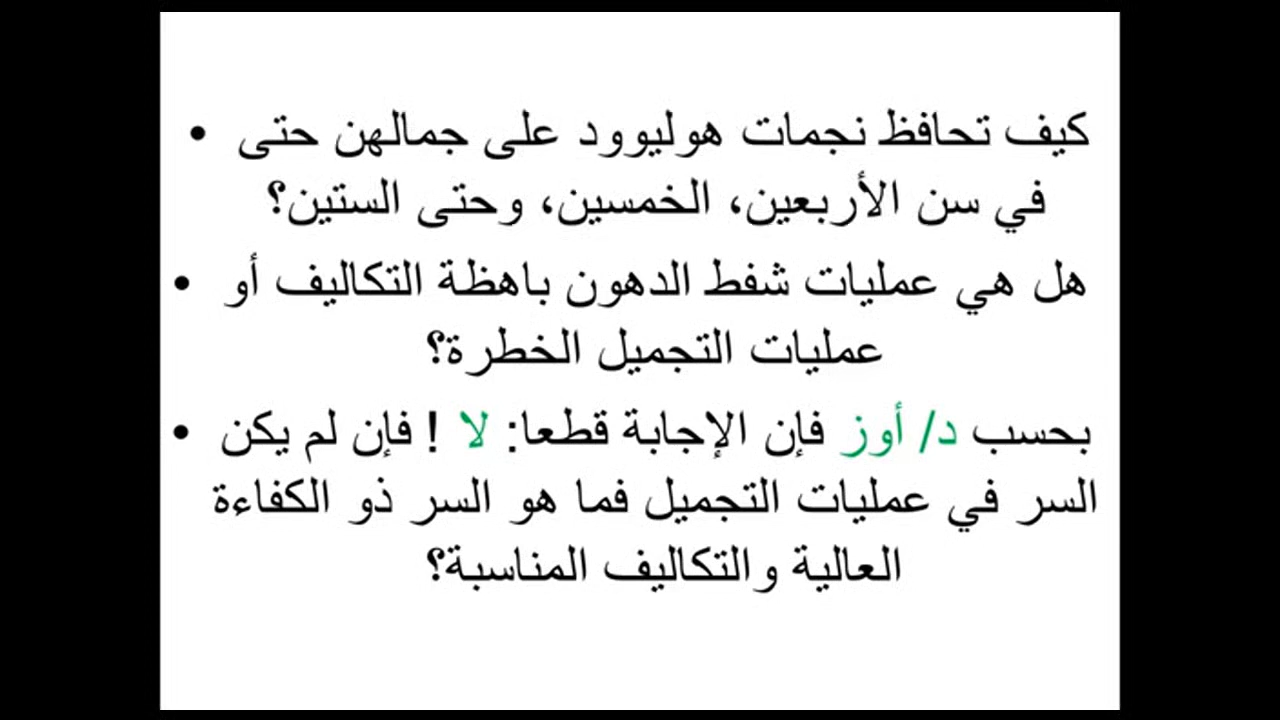 • كيف تحافظ نجمات هوليوود على جمالهن حتى
في سن الأربعين، الخمسين، وحتى الستين؟
• هل هي عمليات شفط الدهون باهظة التكاليف أو
عمليات التجميل الخطرة؟
• بحسب د/ أوز فإن الإجابة قطعا: لا ! فإن لم يكن
السر في عمليات التجميل فما هو السر ذو الكفاءة
العالية والتكاليف المناسبة؟